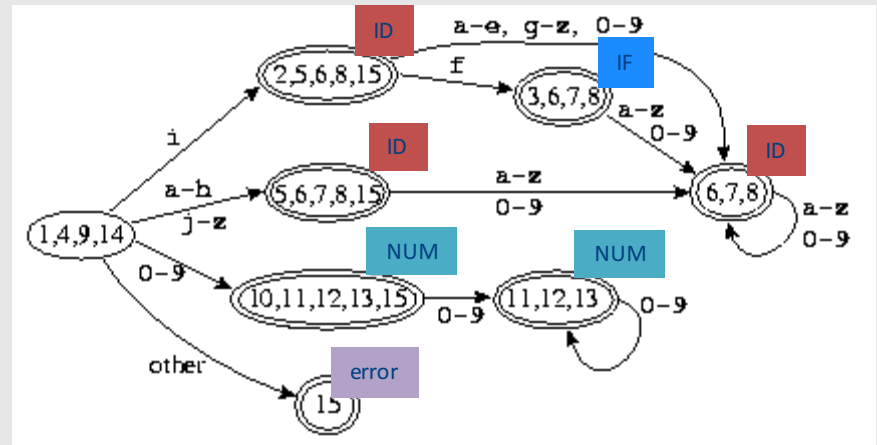 ID
a-e, g-z, 0-9
IF
2,5,6,8,15
f
3,6,7,8
a-z
0-9
i
ID
ID
a-h
j-z
5,6,7,8,15
a-z
0-9
6,7,8
a-z
0-9
1,4,9,14
NUM
NUM
0-9
10,11,12,13,15
0-9
11,12,13
0-9
other
error
15